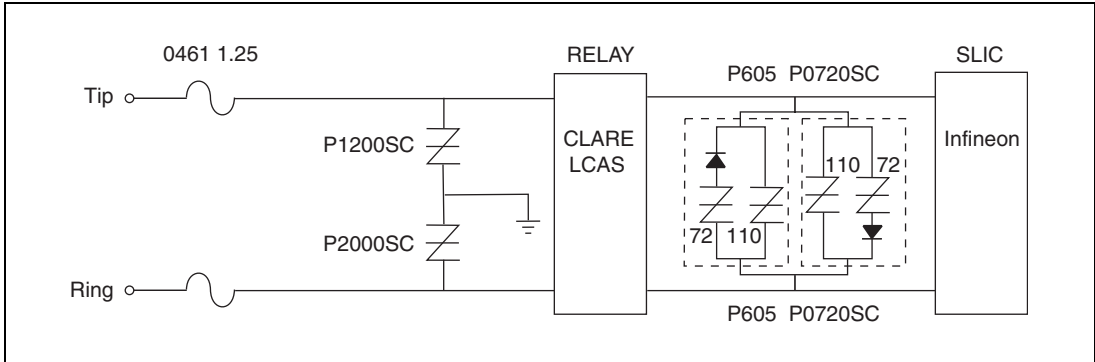 0461 1.25
RELAY
SLIC
P605 P0720SC
Tip
P1200SC
CLARE
LCAS
Infineon
110 72
72 110
P2000SC
Ring
P605 P0720SC